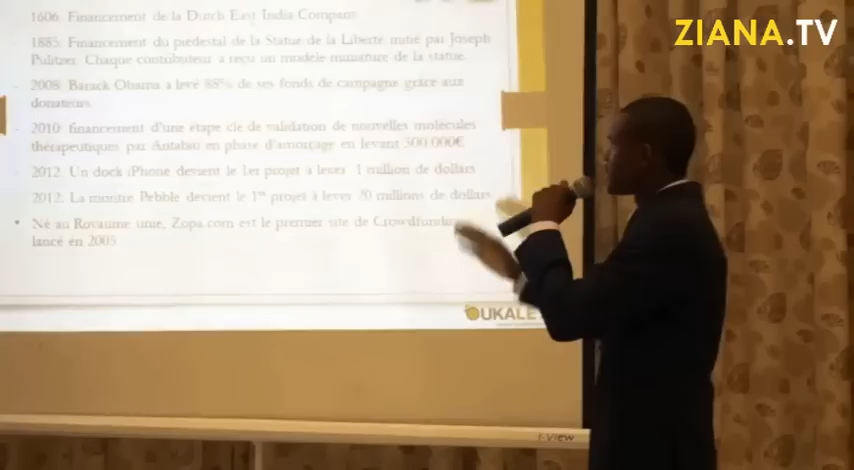 ZIANA.TV
1606. Financement de la Dutch East India Company
1885. Financement du piédestal de la Statue de la Liberté initié par Joseph
Pulitzer. Chaque contributeur a reçu un modèle miniature de la statue.
2008. Barack Obama a levé 88% de ses fonds de campagne grâce aux
donateurs.
2010. financement d'une étape clé de validation de nouvelles molécules
thérapeutiques par Antabio en phase d'amorçage en levant 300 000€
2012. Un dock iPhone devient le 1er projet à lever 1 million de dollars
2012. La montre Pebble devient le 1er projet à lever 20 millions de dollars
• Né au Royaume unie, Zopa.com est le premier site de Crowdfunding
lancé en 2005
OUKALE